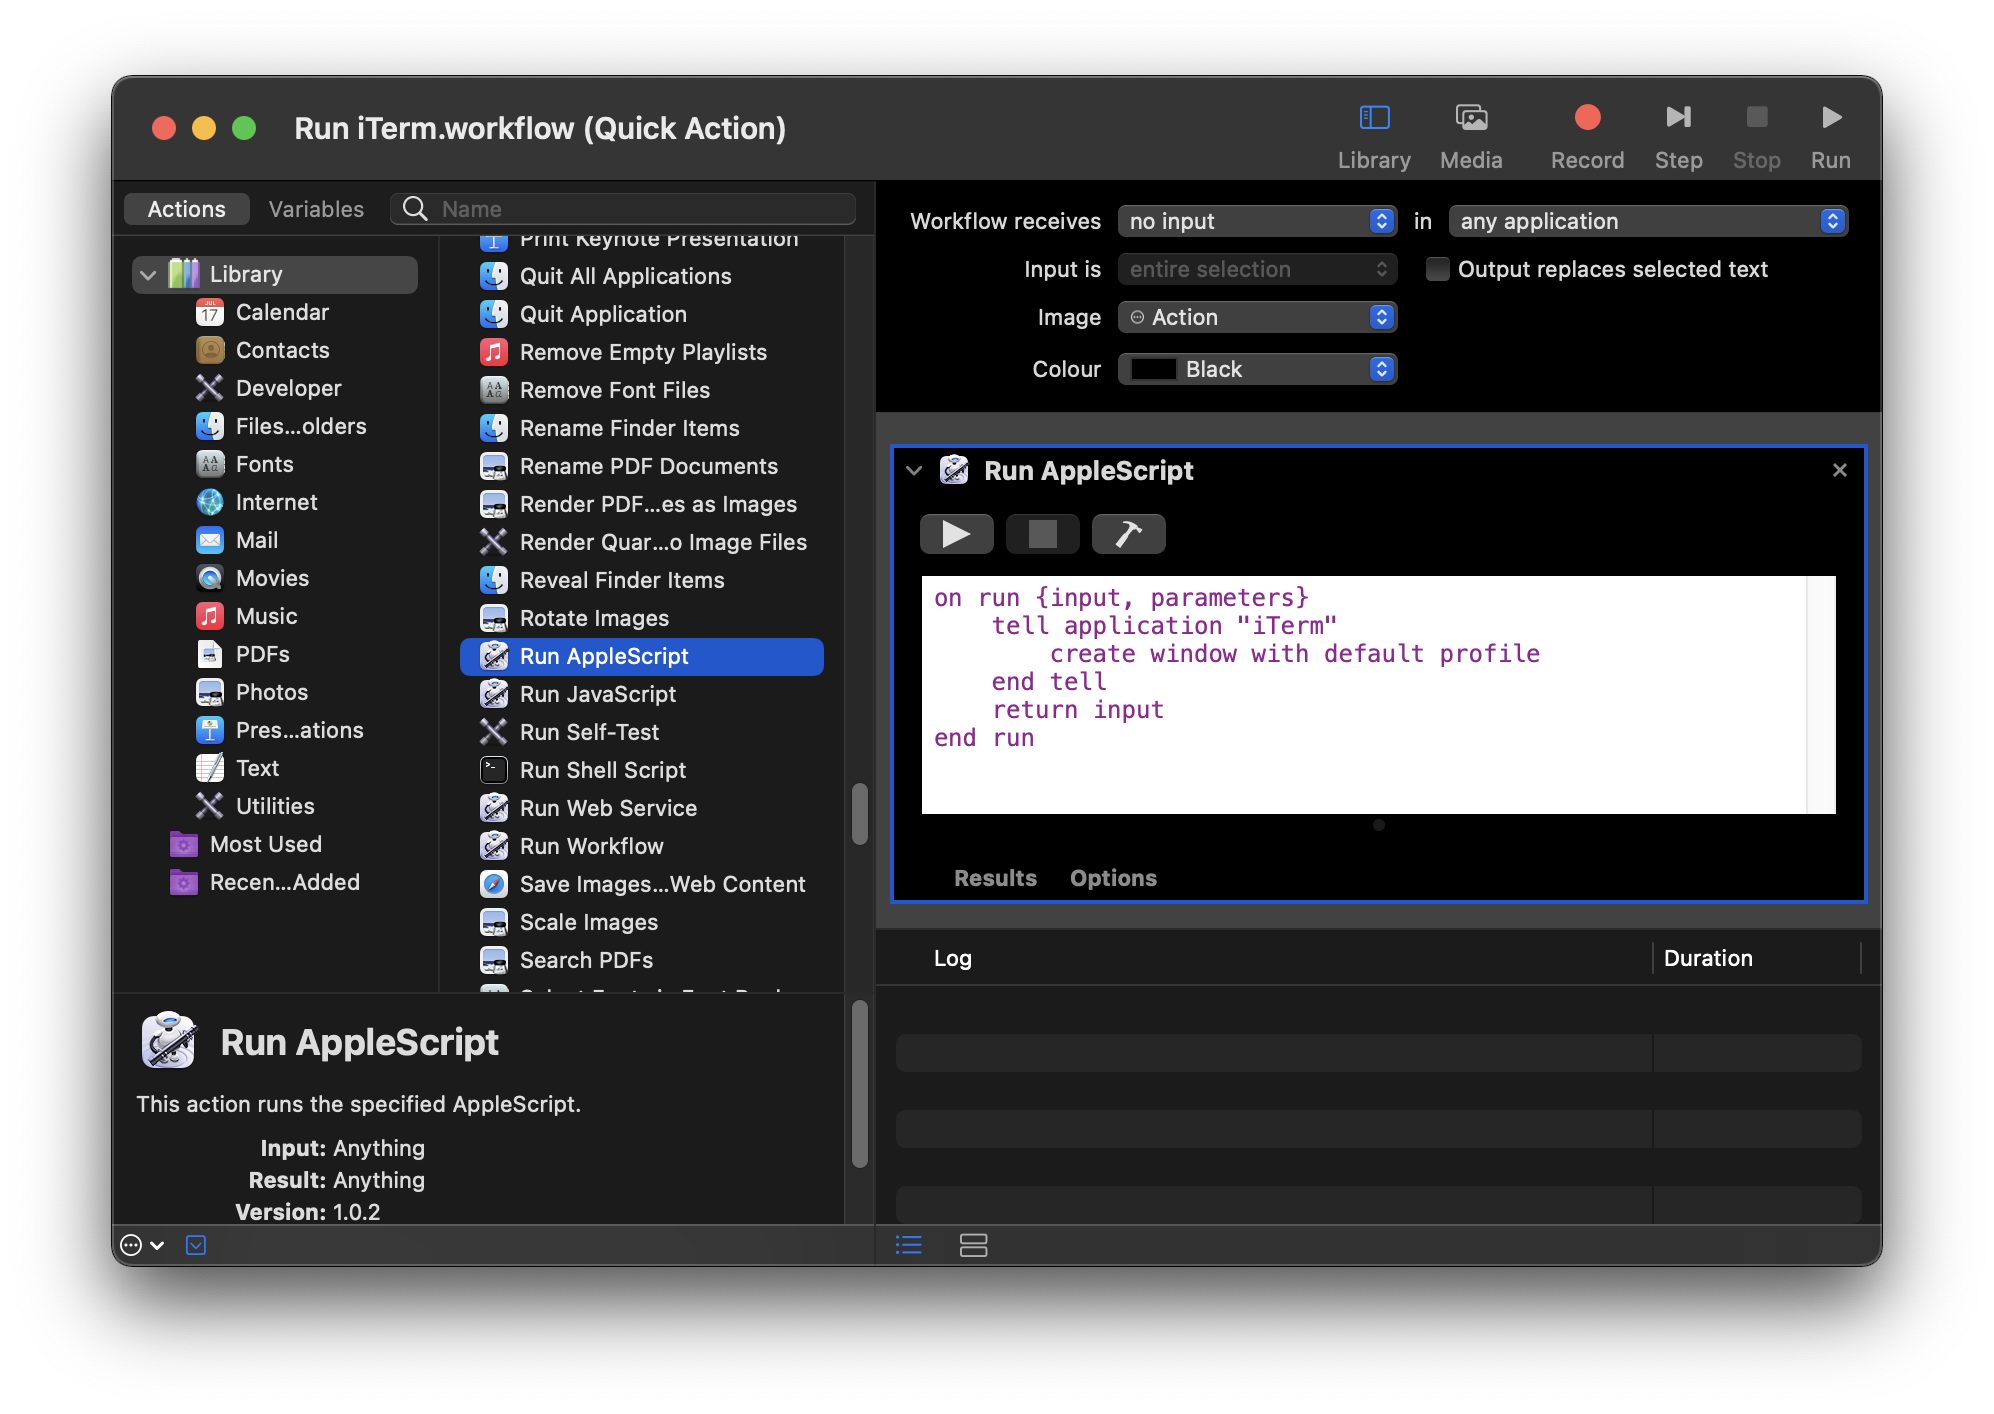 Run iTerm.workflow (Quick Action)
Library
Media
Record
Step
Stop
Run
Actions
Variables
Name
Library
JUL
17
Calendar
Contacts
Developer
Files...olders
Fonts
Internet
Mail
Movies
Music
PDFs
Photos
Pres...ations
Text
Utilities
Most Used
Recen...Added
Print Keynote Presentation
Quit All Applications
Quit Application
Remove Empty Playlists
Remove Font Files
Rename Finder Items
Rename PDF Documents
Render PDF...es as Images
Render Quar...o Image Files
Reveal Finder Items
Rotate Images
Run AppleScript
Run JavaScript
Run Self-Test
Run Shell Script
Run Web Service
Run Workflow
Save Images...Web Content
Scale Images
Search PDFs
Run AppleScript
This action runs the specified AppleScript.
Input: Anything
Result: Anything
Version: 1.0.2
Workflow receives no input in any application
Input is entire selection Output replaces selected text
Image Action
Colour Black
Run AppleScript
on run {input, parameters}
tell application "iTerm"
create window with default profile
end tell
return input
end run
Results Options
Log Duration